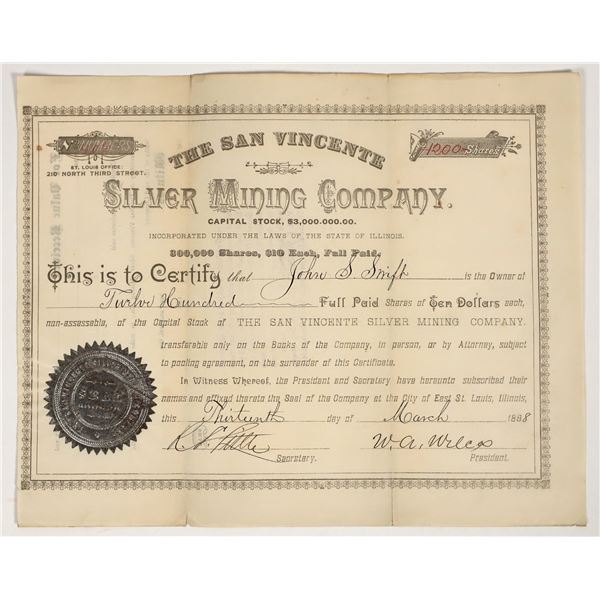 NUMBERS
ST. LOUIS OFFICE:
210 NORTH THIRD STREET.
1200 Shares
THE SAN VINCENTE
SILVER MINING COMPANY.
CAPITAL STOCK, $3,000.000.00.
INCORPORATED UNDER THE LAWS OF THE STATE OF ILLINOIS.
300,000 Shares, $10 Each, Full Paid.
This is to Certify that John S. Swift is the Owner of
Twelve Hundred Full Paid Shares of Ten Dollars each,
non-assessable, of the Capital Stock of THE SAN VINCENTE SILVER MINING COMPANY.
transferable only on the Books of the Company, in person, or by Attorney, subject
to pooling agreement, on the surrender of this Certificate.
In Witness Whereof, the President and Secretary have hereunto subscribed their
names and affixed thereto the Seal of the Company at the City of East St. Louis, Illinois,
this Thirteenth day of March 1888
W. A. Wilcox
Secretary.
President.